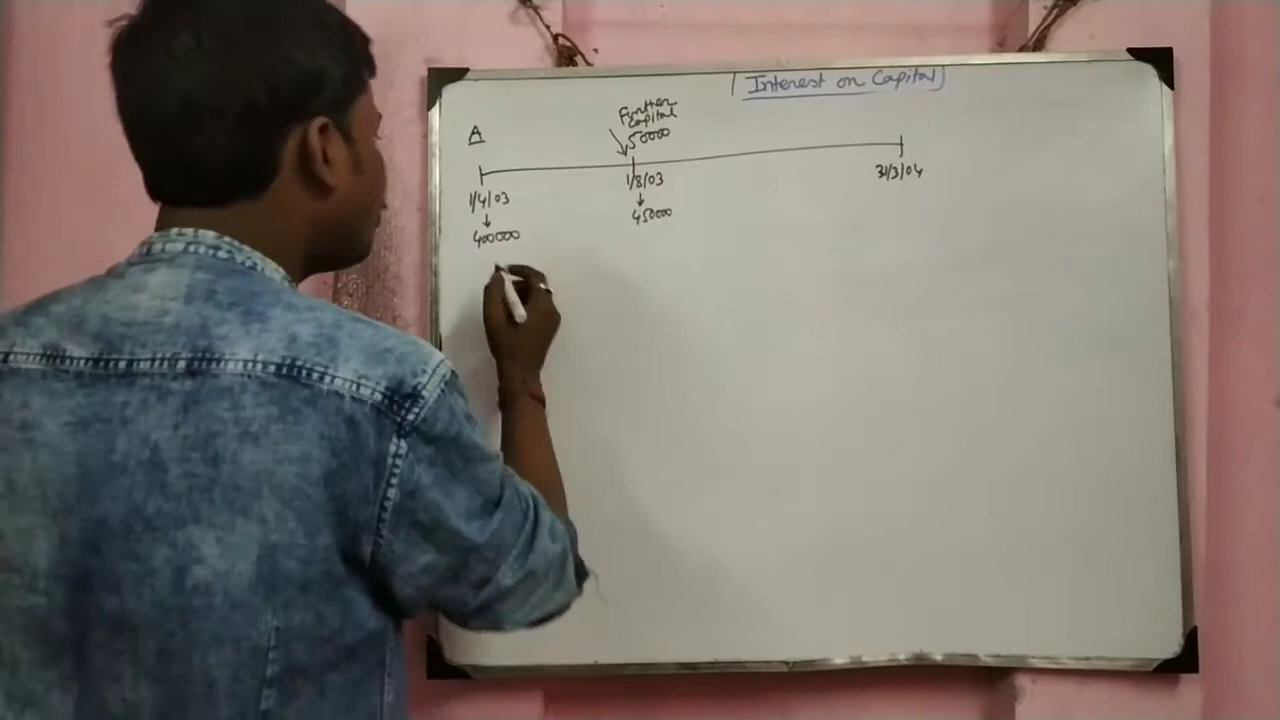 Interest on Capital
A
Further
Capital
50000
1/4/03
1/8/03
31/3/04
400000
450000